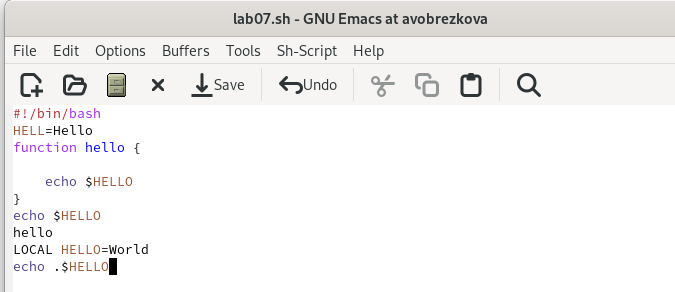 lab07.sh - GNU Emacs at avobrezkova
File Edit Options Buffers Tools Sh-Script Help
Save Undo
#!/bin/bash
HELL=Hello
function hello {
echo $HELLO
}
echo $HELLO
hello
LOCAL HELLO=World
echo .$HELLO